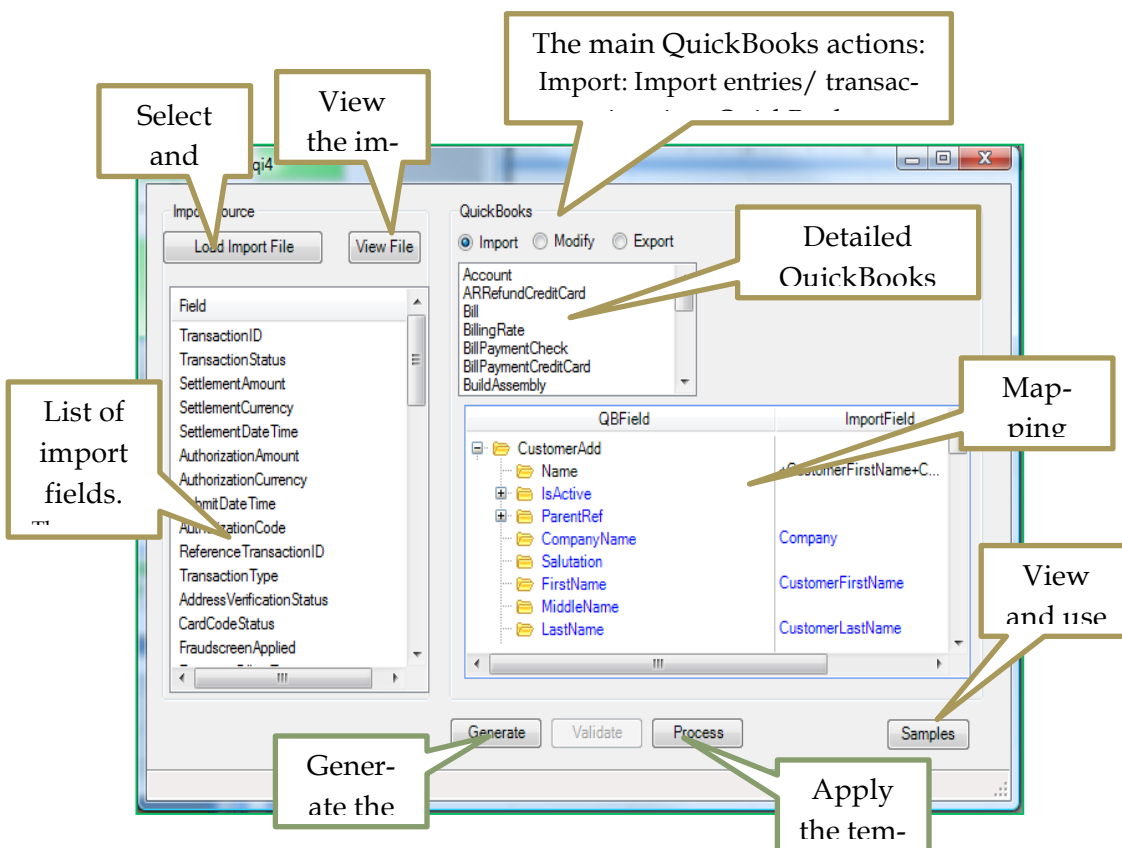 The main QuickBooks actions:
Import: Import entries/ transac-
Select
and
View
the im-
qi4
Load Import File
View File
Field
TransactionID
TransactionStatus
SettlementAmount
SettlementCurrency
SettlementDateTime
AuthorizationAmount
AuthorizationCurrency
AuthorizationCode
ReferenceTransactionID
TransactionType
AddressVerificationStatus
CardCodeStatus
FraudscreenApplied
List of
import
fields.
QuickBooks
Import Modify Export
Account
ARRefundCreditCard
Bill
BillingRate
BillPaymentCheck
BillPaymentCreditCard
BuildAssembly
Detailed
QuickBooks
QBField ImportField
CustomerAdd
Name +CustomerFirstName+C...
IsActive
ParentRef
CompanyName Company
Salutation
FirstName CustomerFirstName
MiddleName
LastName CustomerLastName
Map-
ping
View
and use
Generate Validate Process Samples
Gener-
ate the
Apply
the tem-